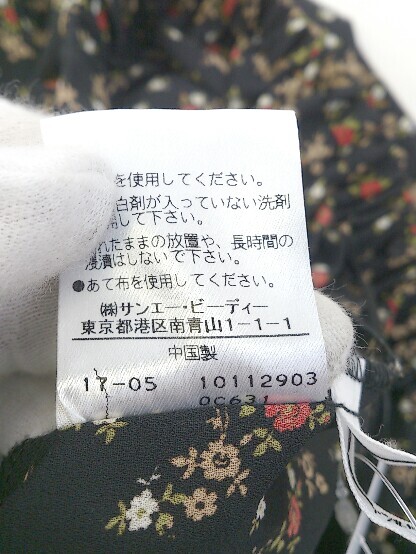 を使用してください。
白剤が入っていない洗剤
用して下さい。
れたままの放置や、長時間の
浸漬はしないで下さい。
●あて布を使用してください。
㈱サンエー・ビーディー
東京都港区南青山1-1-1
中国製
17-05 10112903
0C631